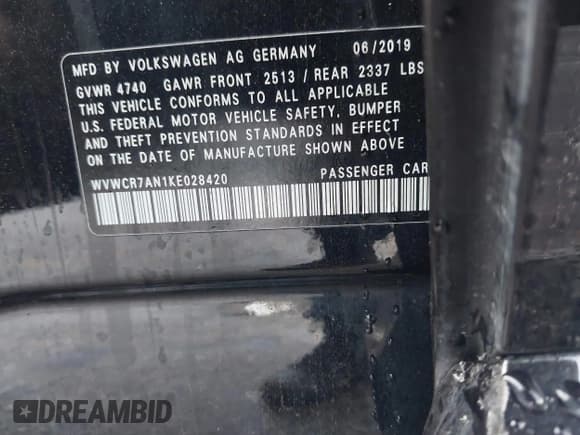 MFD BY VOLKSWAGEN AG GERMANY 06/2019
GVWR 4740 GAWR FRONT 2513 / REAR 2337 LBS
THIS VEHICLE CONFORMS TO ALL APPLICABLE
U.S. FEDERAL MOTOR VEHICLE SAFETY, BUMPER
AND THEFT PREVENTION STANDARDS IN EFFECT
ON THE DATE OF MANUFACTURE SHOWN ABOVE
WVWCR7AN1KE028420 PASSENGER CAR
DREAMBID